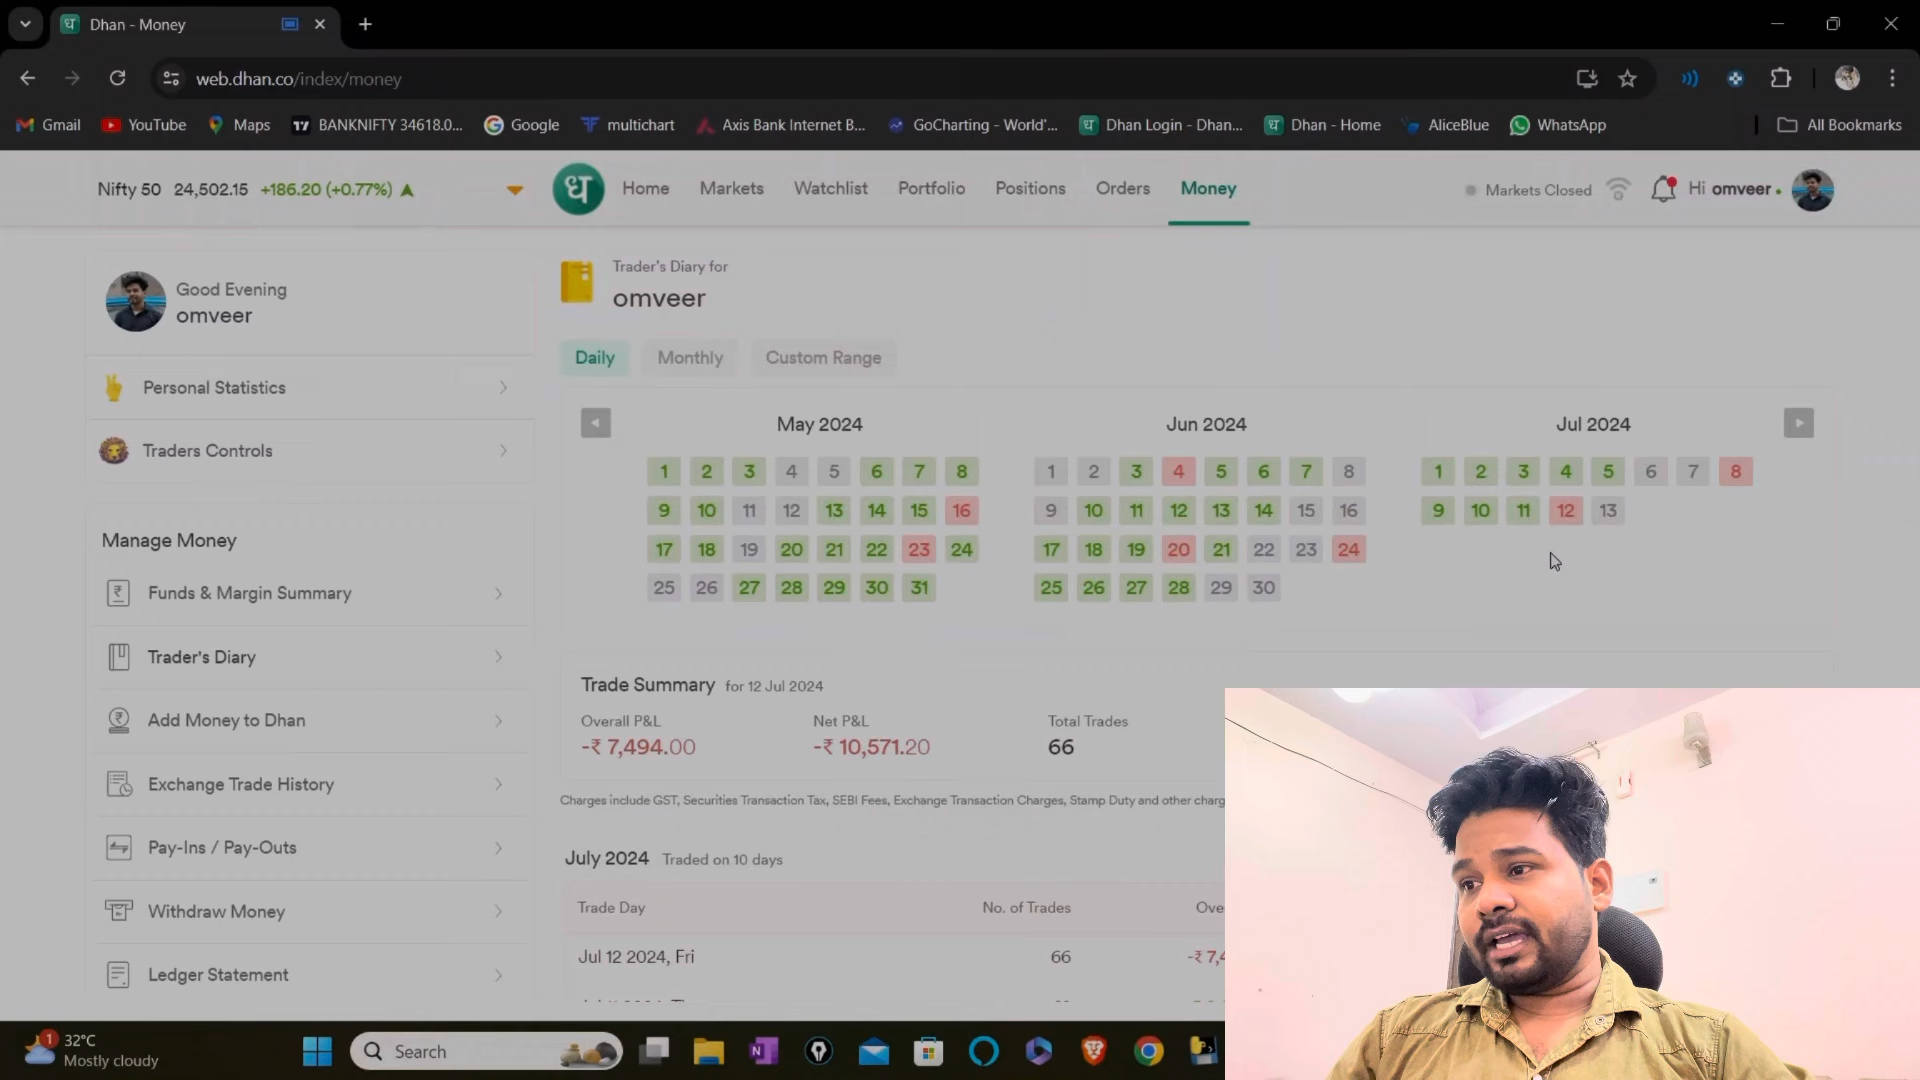 Dhan - Money
web.dhan.co/index/money
Gmail YouTube Maps BANKNIFTY 34618.0... Google multichart Axis Bank Internet B... GoCharting - World'... Dhan Login - Dhan... Dhan - Home AliceBlue WhatsApp All Bookmarks
Nifty 50 24,502.15 +186.20 (+0.77%) ध Home Markets Watchlist Portfolio Positions Orders Money Markets Closed Hi omveer
Good Evening
omveer
Personal Statistics
Traders Controls
Manage Money
Funds & Margin Summary
Trader's Diary
Add Money to Dhan
Exchange Trade History
Pay-Ins / Pay-Outs
Withdraw Money
Ledger Statement
Trader's Diary for
omveer
Daily Monthly Custom Range
May 2024
1 2 3 4 5 6 7 8
9 10 11 12 13 14 15 16
17 18 19 20 21 22 23 24
25 26 27 28 29 30 31
Jun 2024
1 2 3 4 5 6 7 8
9 10 11 12 13 14 15 16
17 18 19 20 21 22 23 24
25 26 27 28 29 30
Jul 2024
1 2 3 4 5 6 7 8
9 10 11 12 13
Trade Summary for 12 Jul 2024
Overall P&L Net P&L Total Trades
-₹ 7,494.00 -₹ 10,571.20 66
Charges include GST, Securities Transaction Tax, SEBI Fees, Exchange Transaction Charges, Stamp Duty and other charg
July 2024 Traded on 10 days
Trade Day No. of Trades Ove
Jul 12 2024, Fri 66 -₹ 7,4
1 32°C
Mostly cloudy
Search